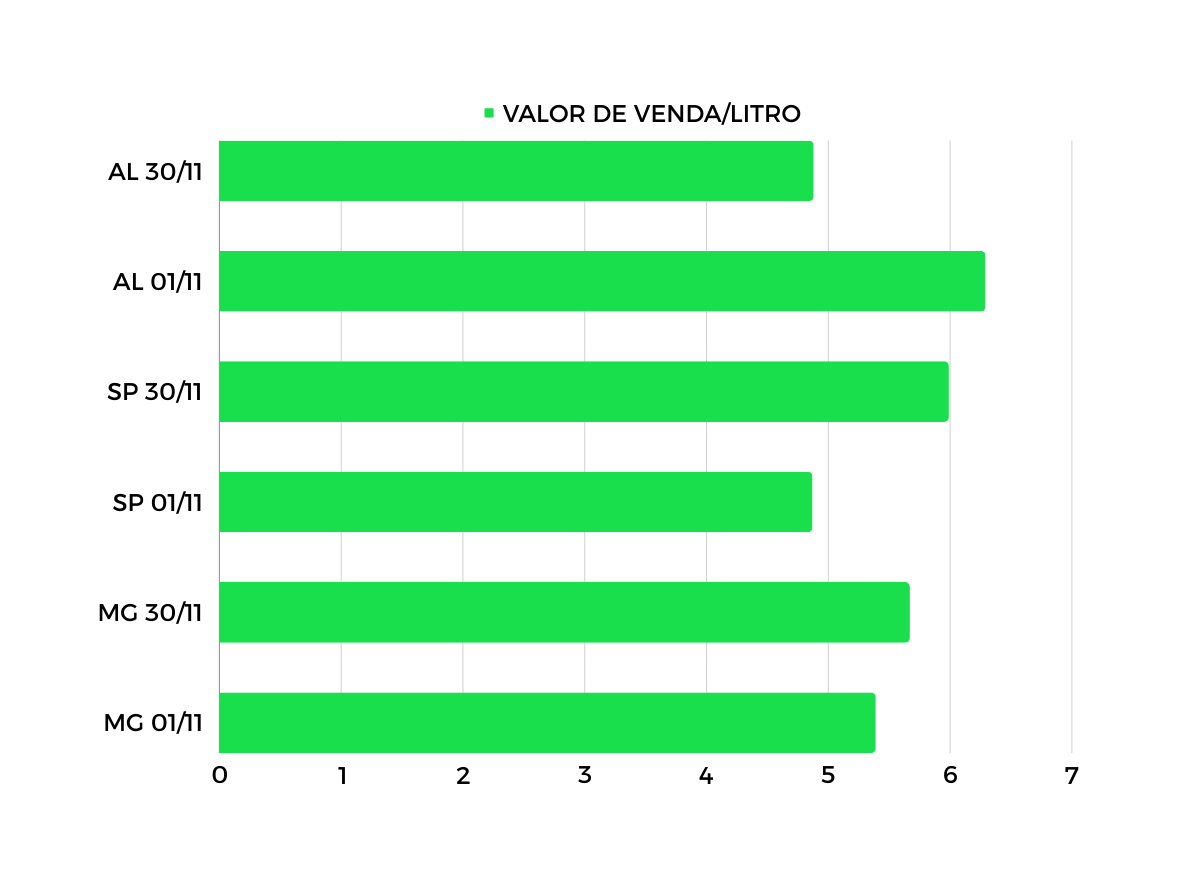 VALOR DE VENDA/LITRO
AL 30/11
AL 01/11
SP 30/11
SP 01/11
MG 30/11
MG 01/11
0 1 2 3 4 5 6 7